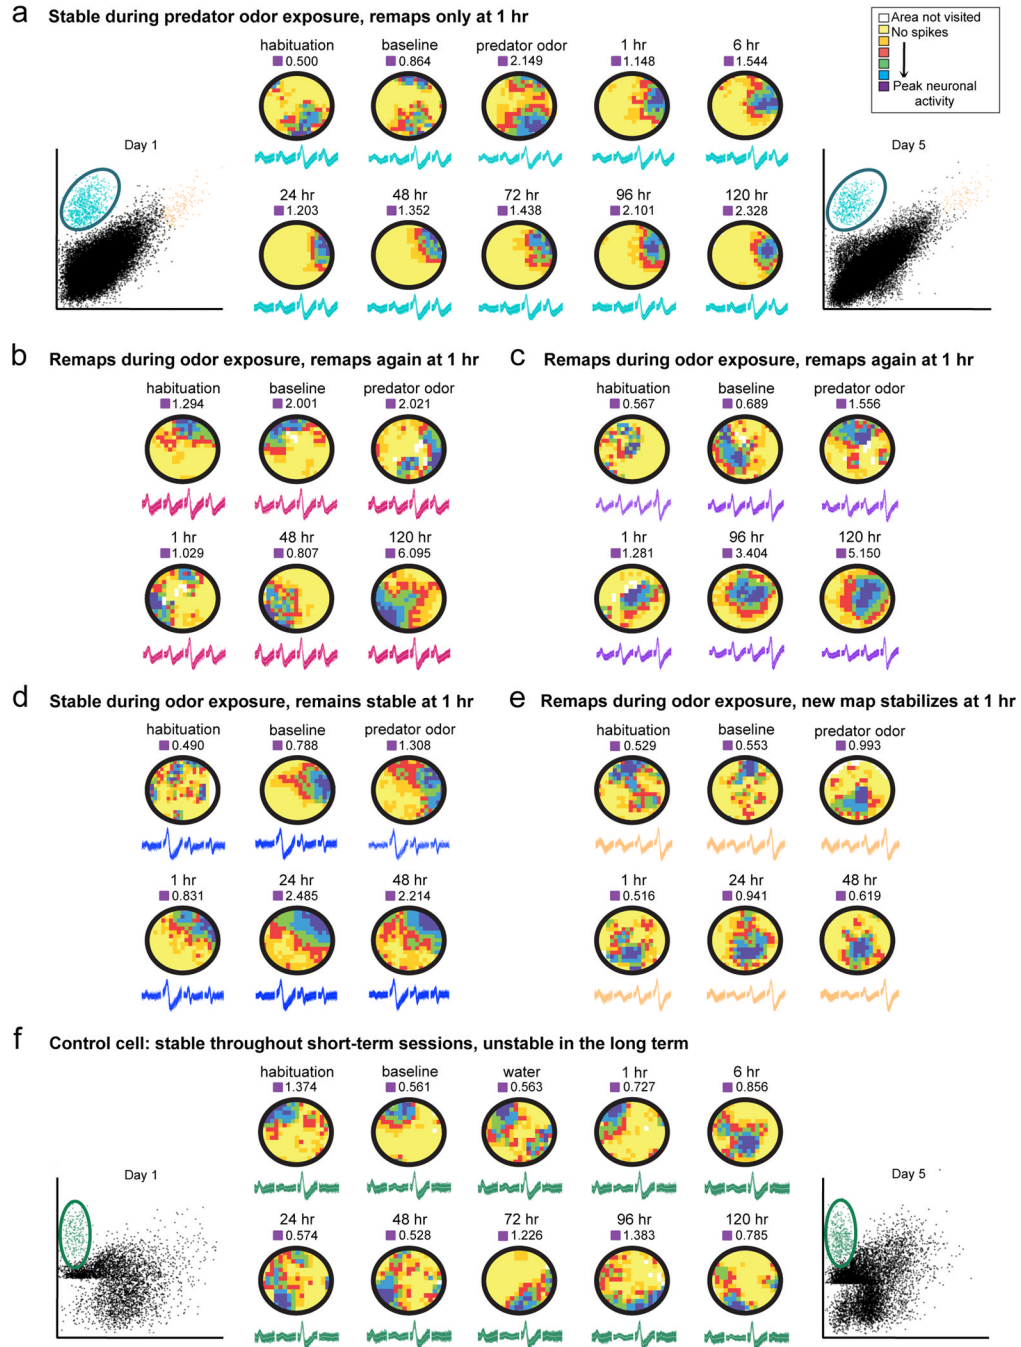 a Stable during predator odor exposure, remaps only at 1 hr
Area not visited
No spikes
Peak neuronal
activity
habituation baseline predator odor 1 hr 6 hr
0.500 0.864 2.149 1.148 1.544
Day 1
Day 5
24 hr 48 hr 72 hr 96 hr 120 hr
1.203 1.352 1.438 2.101 2.328
b Remaps during odor exposure, remaps again at 1 hr
habituation baseline predator odor
1.294 2.001 2.021
1 hr 48 hr 120 hr
1.029 0.807 6.095
c Remaps during odor exposure, remaps again at 1 hr
habituation baseline predator odor
0.567 0.689 1.556
1 hr 96 hr 120 hr
1.281 3.404 5.150
d Stable during odor exposure, remains stable at 1 hr
habituation baseline predator odor
0.490 0.788 1.308
1 hr 24 hr 48 hr
0.831 2.485 2.214
e Remaps during odor exposure, new map stabilizes at 1 hr
habituation baseline predator odor
0.529 0.553 0.993
1 hr 24 hr 48 hr
0.516 0.941 0.619
f Control cell: stable throughout short-term sessions, unstable in the long term
habituation baseline water 1 hr 6 hr
1.374 0.561 0.563 0.727 0.856
Day 1
Day 5
24 hr 48 hr 72 hr 96 hr 120 hr
0.574 0.528 1.226 1.383 0.785